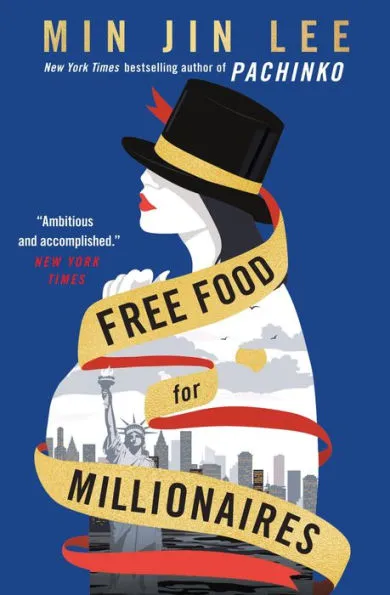 MIN JIN LEE
New York Times bestselling author of PACHINKO
“Ambitious
and accomplished.”
NEW YORK
TIMES
FREE FOOD
for
MILLIONAIRES